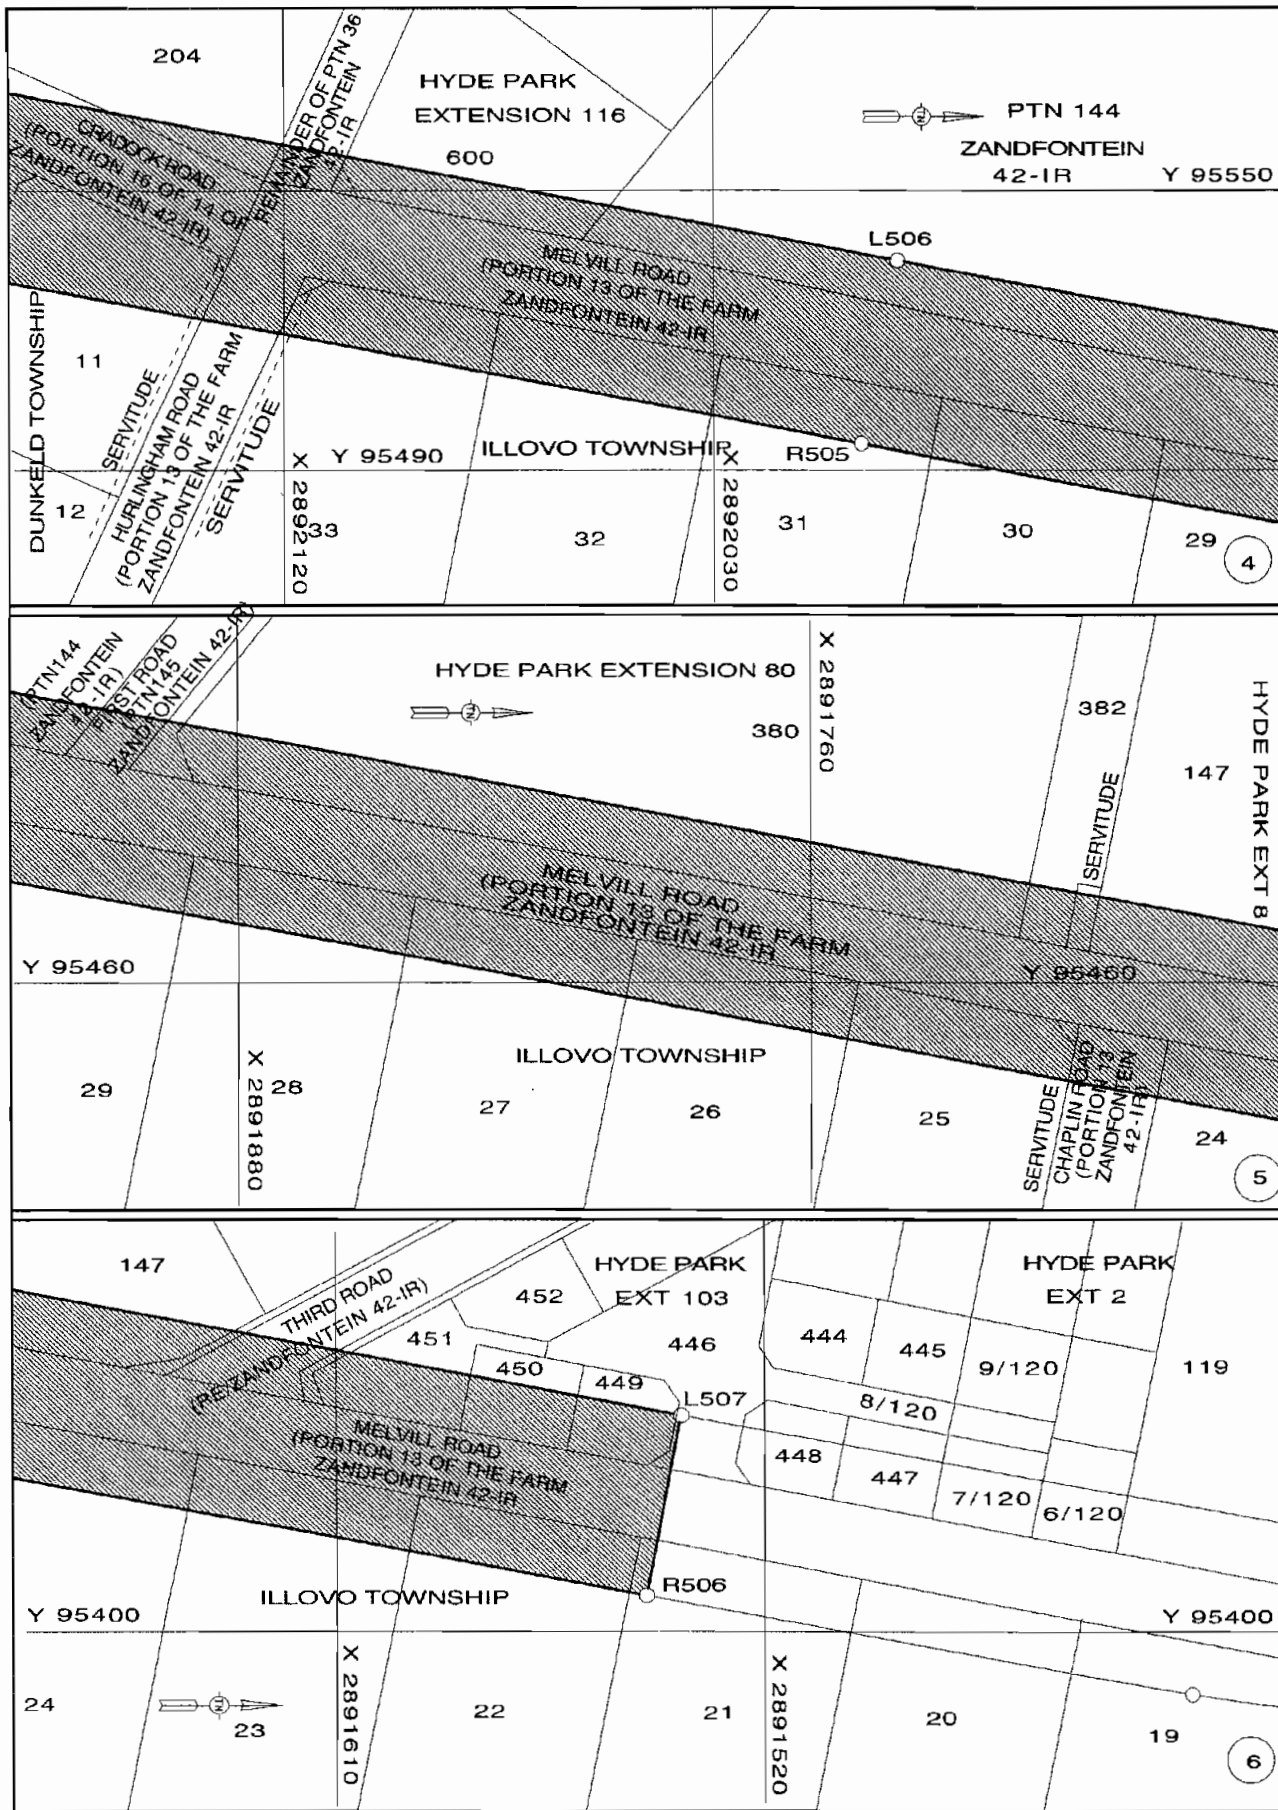 204
REMAINDER OF PTN 36
ZANDFONTEIN
42-IR
HYDE PARK
EXTENSION 116
600
TN
PTN 144
ZANDFONTEIN
42-IR
Y 95550
CRADOCK ROAD
(PORTION 16 OF 14 OF
ZANDFONTEIN 42-IR)
L506
MELVILL ROAD
(PORTION 13 OF THE FARM
ZANDFONTEIN 42-IR
DUNKELD TOWNSHIP
11
12
SERVITUDE
HURLINGHAM ROAD
(PORTION 13 OF THE FARM
ZANDFONTEIN 42-IR
SERVITUDE
X 2892120
Y 95490
ILLOVO TOWNSHIP
X 2892030
R505
33
32
31
30
29
4
(PTN144
ZANDFONTEIN
42-IR)
FIRST ROAD
(PTN145
ZANDFONTEIN 42-IR)
HYDE PARK EXTENSION 80
TN
380
X 2891760
382
SERVITUDE
147
HYDE PARK EXT 8
MELVILL ROAD
(PORTION 13 OF THE FARM
ZANDFONTEIN 42-IR
Y 95460
Y 95460
X 2891880
ILLOVO TOWNSHIP
29
28
27
26
25
SERVITUDE
CHAPLIN ROAD
(PORTION 13
ZANDFONTEIN
42-IR)
24
5
147
THIRD ROAD
(RE/ZANDFONTEIN 42-IR)
452
HYDE PARK
EXT 103
HYDE PARK
EXT 2
451
450
449
446
444
445
9/120
119
L507
8/120
448
447
7/120
6/120
MELVILL ROAD
(PORTION 13 OF THE FARM
ZANDFONTEIN 42-IR
R506
ILLOVO TOWNSHIP
Y 95400
Y 95400
X 2891610
X 2891520
24
TN
23
22
21
20
19
6